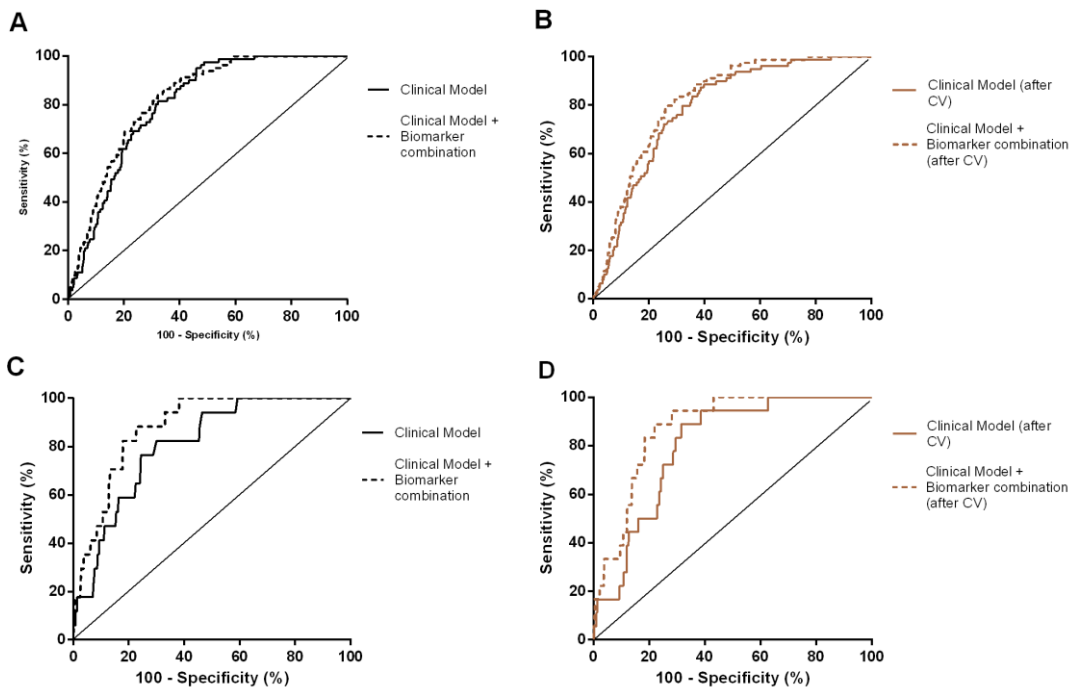 A
100
80
60
40
20
0
Sensitivity (%)
0 20 40 60 80 100
100 - Specificity (%)
Clinical Model
Clinical Model +
Biomarker
combination
B
100
80
60
40
20
0
Sensitivity (%)
0 20 40 60 80 100
100 - Specificity (%)
Clinical Model (after
CV)
Clinical Model +
Biomarker combination
(after CV)
C
100
80
60
40
20
0
Sensitivity (%)
0 20 40 60 80 100
100 - Specificity (%)
Clinical Model
Clinical Model +
Biomarker
combination
D
100
80
60
40
20
0
Sensitivity (%)
0 20 40 60 80 100
100 - Specificity (%)
Clinical Model (after
CV)
Clinical Model +
Biomarker combination
(after CV)